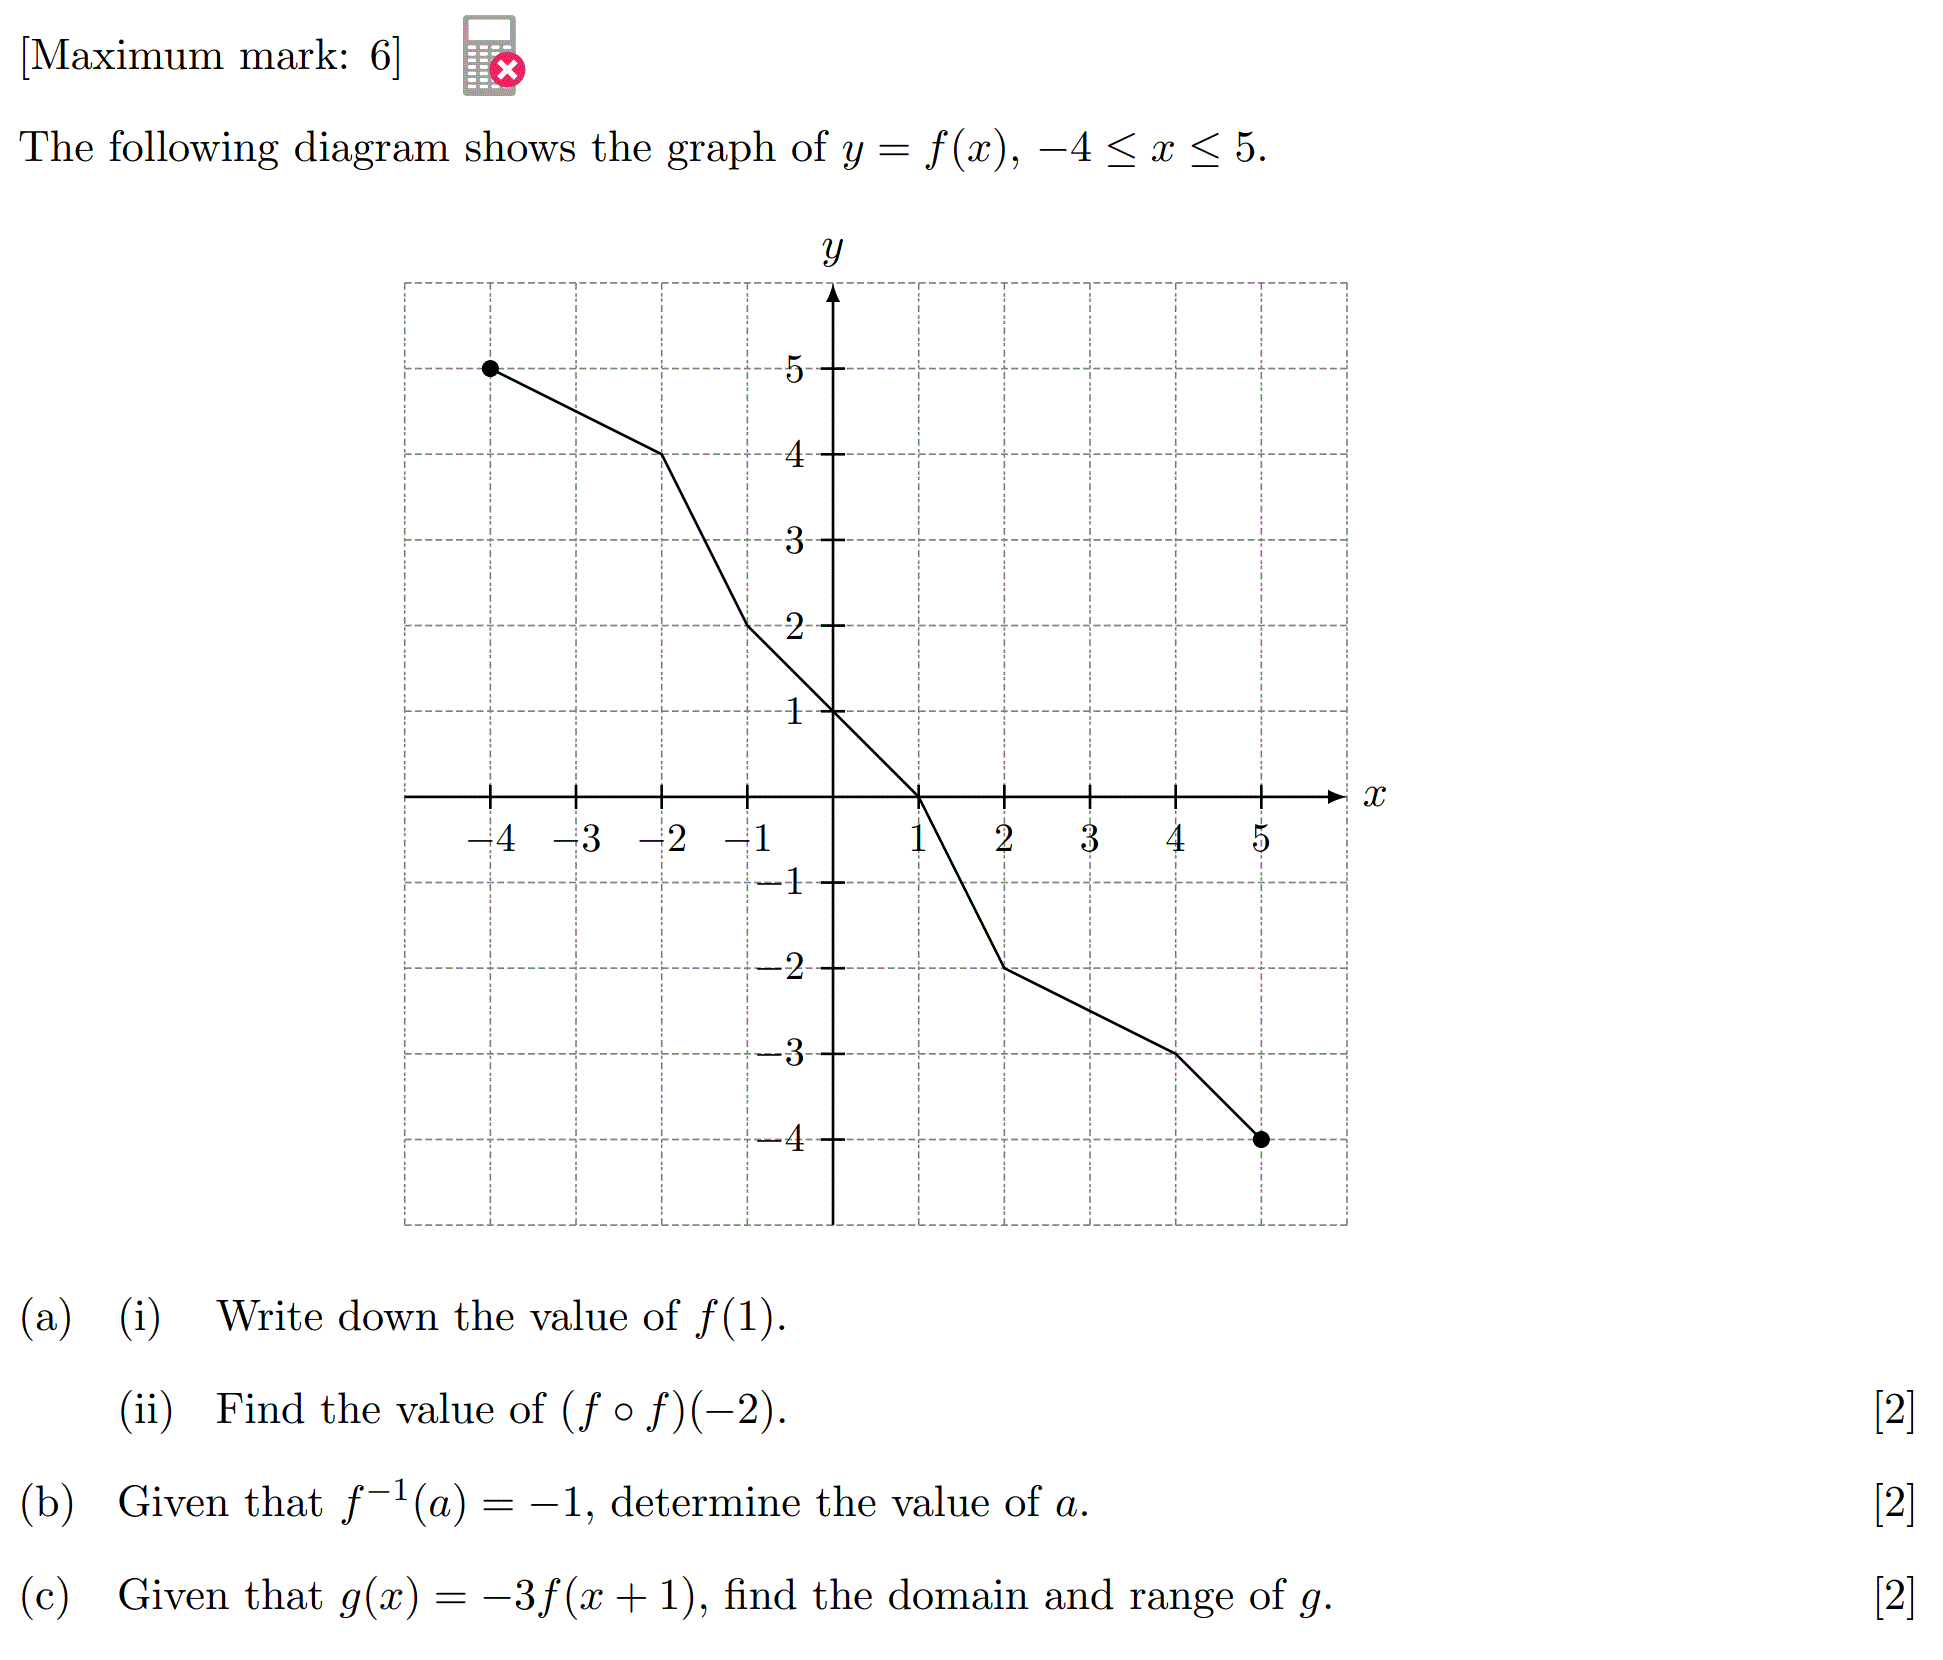 [Maximum mark: 6]
The following diagram shows the graph of y = f(x), −4 ≤ x ≤ 5.
y
5
4
3
2
1
x
−4 −3 −2 −1 1 2 3 4 5
−1
−2
−3
−4
(a) (i) Write down the value of f(1).
(ii) Find the value of (f ∘ f)(−2). [2]
(b) Given that f⁻¹(a) = −1, determine the value of a. [2]
(c) Given that g(x) = −3f(x + 1), find the domain and range of g. [2]